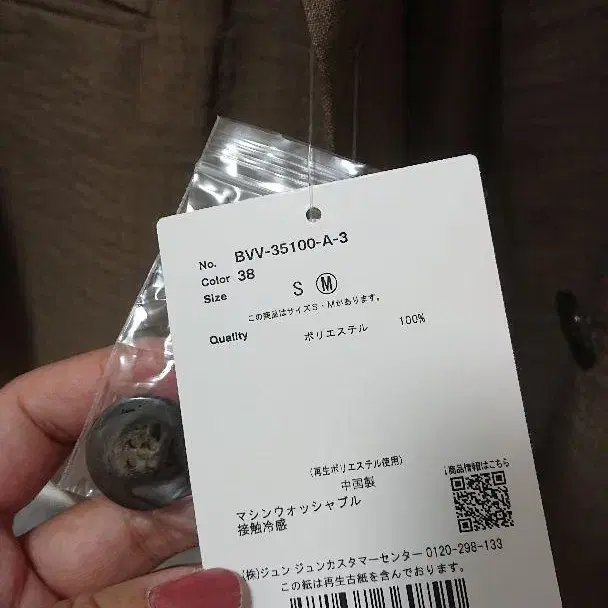 No. BVV-35100-A-3
Color 38
Size S Ⓜ
この商品はサイズS・Mがあります。
Quality ポリエステル 100%
(再生ポリエステル使用)
中国製
商品情報はこちら
マシンウォッシャブル
接触冷感
(株)ジュン ジュンカスタマーセンター 0120-298-133
この紙は再生古紙を含んでおります。